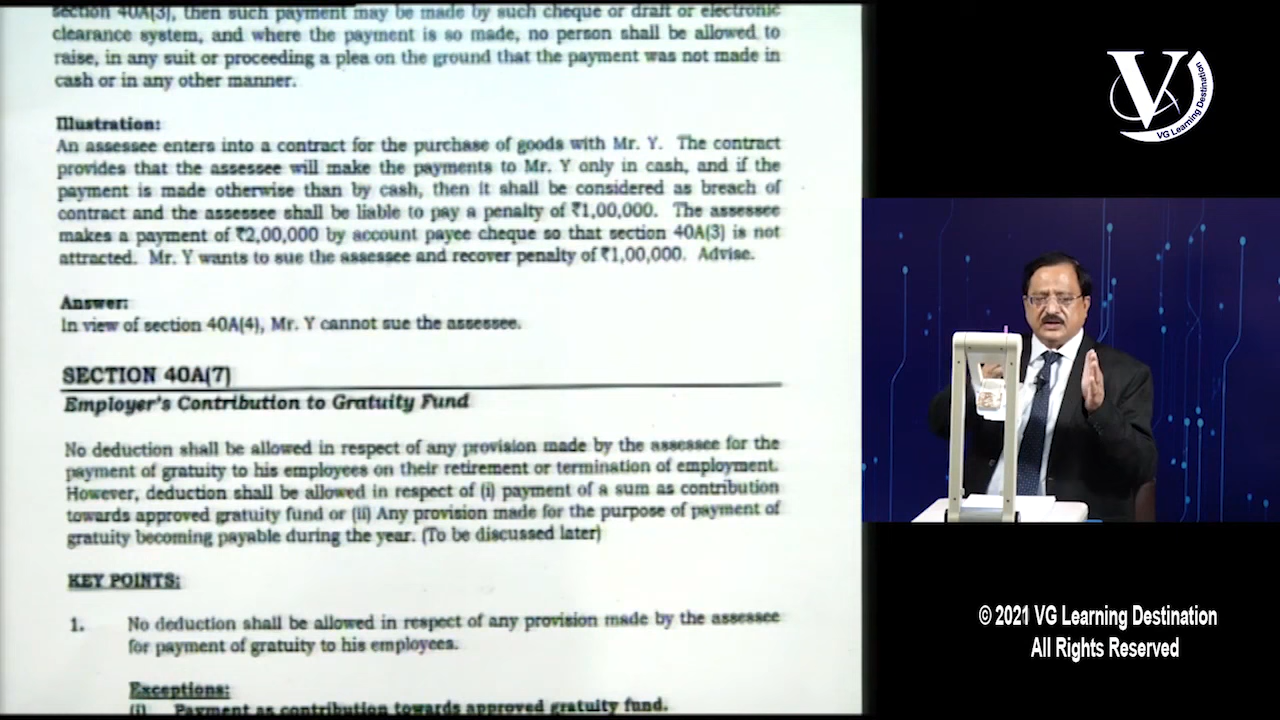 section 40A(3), then such payment may be made by such cheque or draft or electronic
clearance system, and where the payment is so made, no person shall be allowed to
raise, in any suit or proceeding a plea on the ground that the payment was not made in
cash or in any other manner.
Illustration:
An assessee enters into a contract for the purchase of goods with Mr. Y. The contract
provides that the assessee will make the payments to Mr. Y only in cash, and if the
payment is made otherwise than by cash, then it shall be considered as breach of
contract and the assessee shall be liable to pay a penalty of ₹1,00,000. The assessee
makes a payment of ₹2,00,000 by account payee cheque so that section 40A(3) is not
attracted. Mr. Y wants to sue the assessee and recover penalty of ₹1,00,000. Advise.
Answer:
In view of section 40A(4), Mr. Y cannot sue the assessee.
SECTION 40A(7)
Employer's Contribution to Gratuity Fund
No deduction shall be allowed in respect of any provision made by the assessee for the
payment of gratuity to his employees on their retirement or termination of employment.
However, deduction shall be allowed in respect of (i) payment of a sum as contribution
towards approved gratuity fund or (ii) Any provision made for the purpose of payment of
gratuity becoming payable during the year. (To be discussed later)
KEY POINTS:
1. No deduction shall be allowed in respect of any provision made by the assessee
for payment of gratuity to his employees.
Exceptions:
(i) Payment as contribution towards approved gratuity fund.
V
VG Learning Destination
© 2021 VG Learning Destination
All Rights Reserved